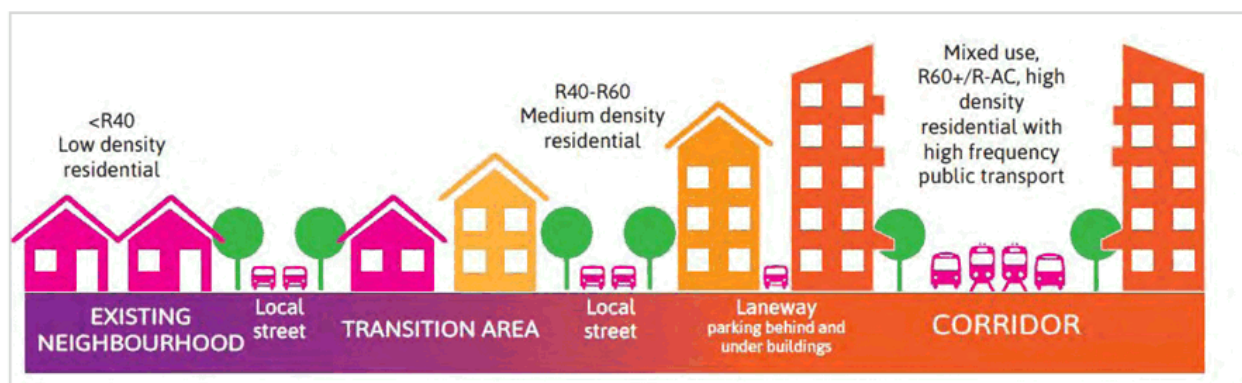 <R40
Low density
residential
R40-R60
Medium density
residential
Mixed use,
R60+/R-AC, high
density
residential with
high frequency
public transport
EXISTING
NEIGHBOURHOOD
Local
street
TRANSITION AREA
Local
street
Laneway
parking behind and
under buildings
CORRIDOR